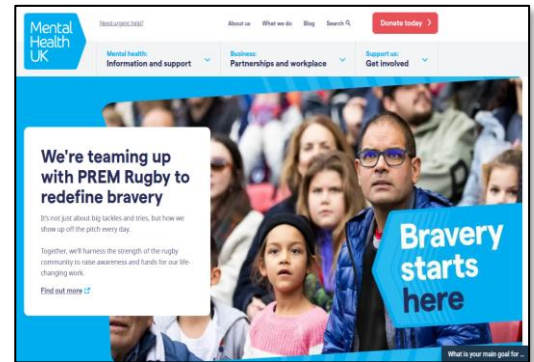 Mental
Health
UK
Need urgent help?
About us What we do Blog Search
Donate today
Mental health:
Information and support
Business:
Partnerships and workplace
Support us:
Get involved
We're teaming up
with PREM Rugby to
redefine bravery
It's not just about big tackles and tries, but how we
show up off the pitch every day.
Together, we'll harness the strength of the rugby
community to raise awareness and funds for our life-
changing work.
Find out more
Bravery
starts
here
What is your main goal for ...